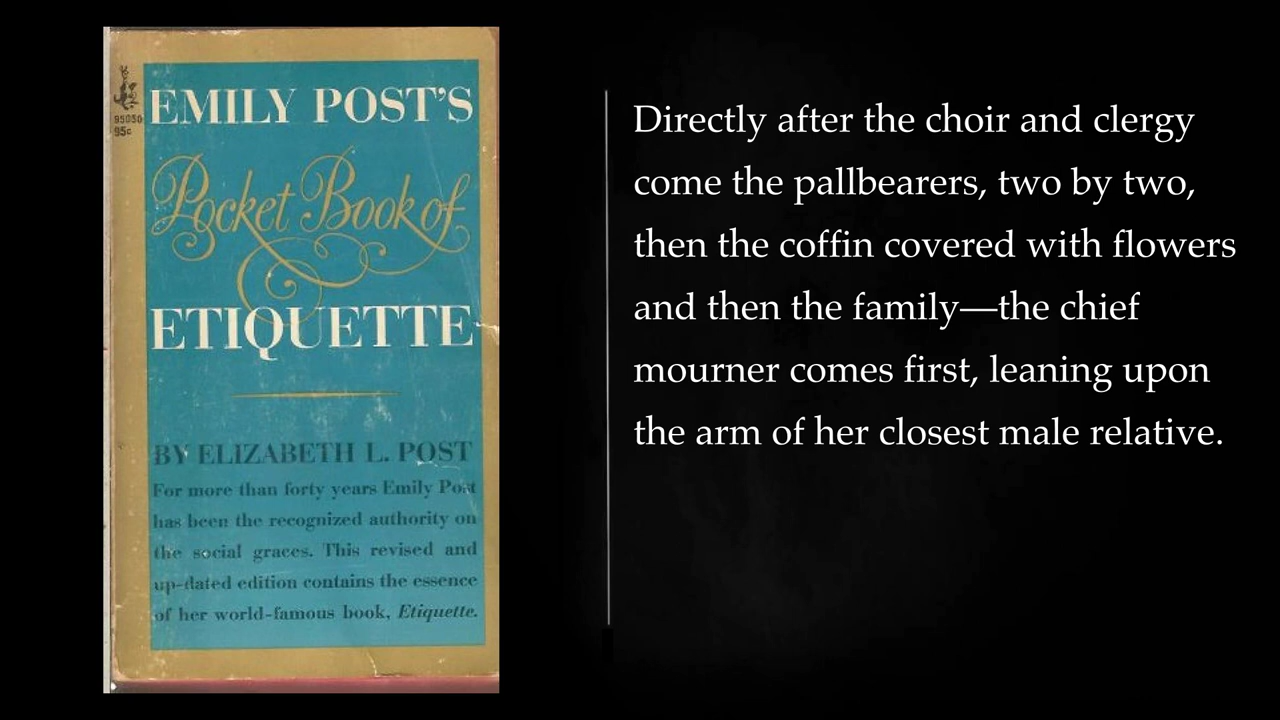 EMILY POST'S
Pocket Book of
ETIQUETTE
BY ELIZABETH L. POST
For more than forty years Emily Post
has been the recognized authority on
the social graces. This revised and
up-dated edition contains the essence
of her world-famous book, Etiquette.
95050
95c
Directly after the choir and clergy
come the pallbearers, two by two,
then the coffin covered with flowers
and then the family—the chief
mourner comes first, leaning upon
the arm of her closest male relative.